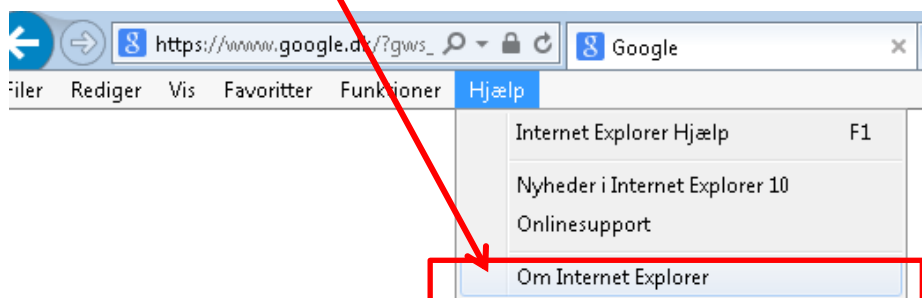 https://www.google.dk/?gws_
Google
Filer Rediger Vis Favoritter Funktioner Hjælp
Internet Explorer Hjælp F1
Nyheder i Internet Explorer 10
Onlinesupport
Om Internet Explorer